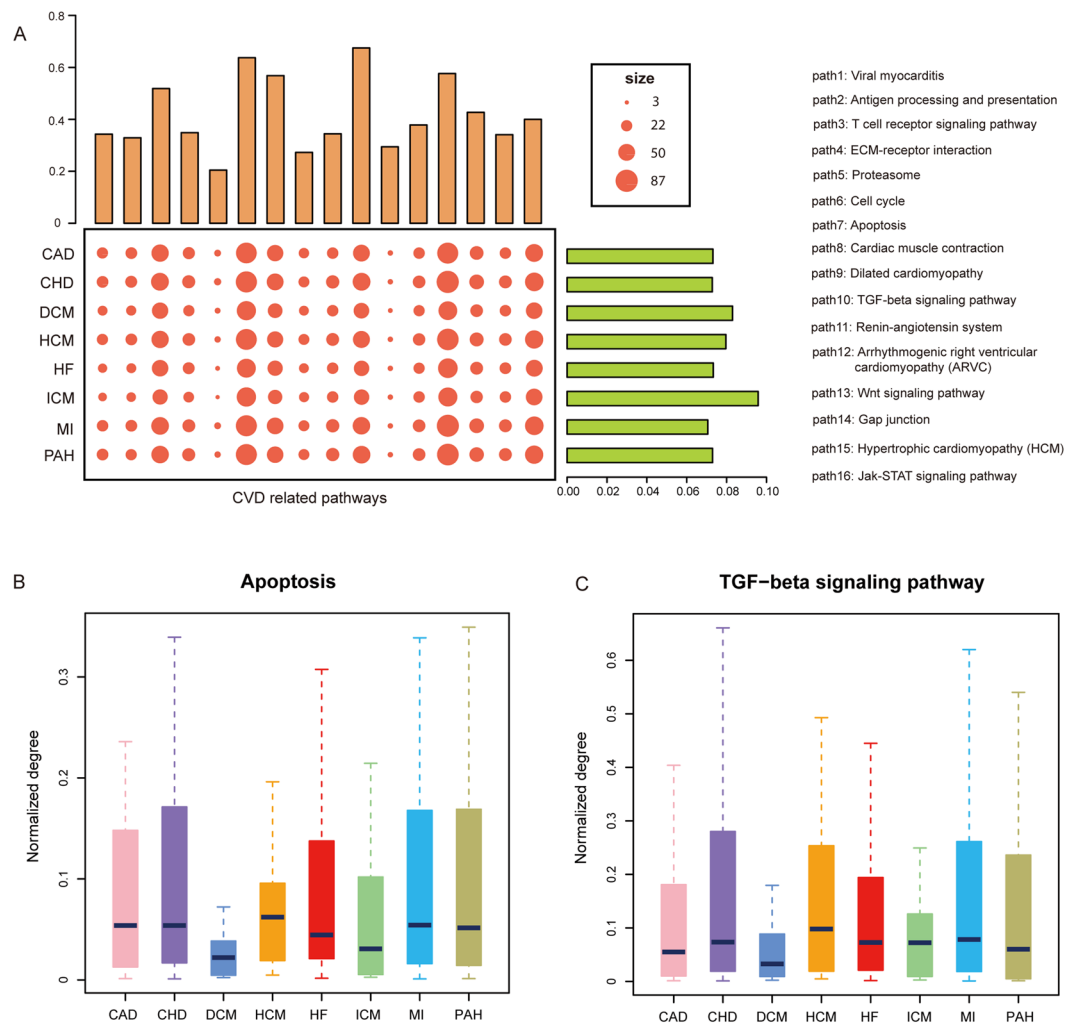 A
0.8
0.6
0.4
0.2
0
size
3
22
50
87
CAD
CHD
DCM
HCM
HF
ICM
MI
PAH
CVD related pathways
0.00
0.02
0.04
0.06
0.08
0.10
path1: Viral myocarditis
path2: Antigen processing and presentation
path3: T cell receptor signaling pathway
path4: ECM-receptor interaction
path5: Proteasome
path6: Cell cycle
path7: Apoptosis
path8: Cardiac muscle contraction
path9: Dilated cardiomyopathy
path10: TGF-beta signaling pathway
path11: Renin-angiotensin system
path12: Arrhythmogenic right ventricular
cardiomyopathy (ARVC)
path13: Wnt signaling pathway
path14: Gap junction
path15: Hypertrophic cardiomyopathy (HCM)
path16: Jak-STAT signaling pathway
B
Apoptosis
Normalized degree
0.3
0.2
0.1
0
CAD
CHD
DCM
HCM
HF
ICM
MI
PAH
C
TGF−beta signaling pathway
Normalized degree
0.6
0.5
0.4
0.3
0.2
0.1
0
CAD
CHD
DCM
HCM
HF
ICM
MI
PAH